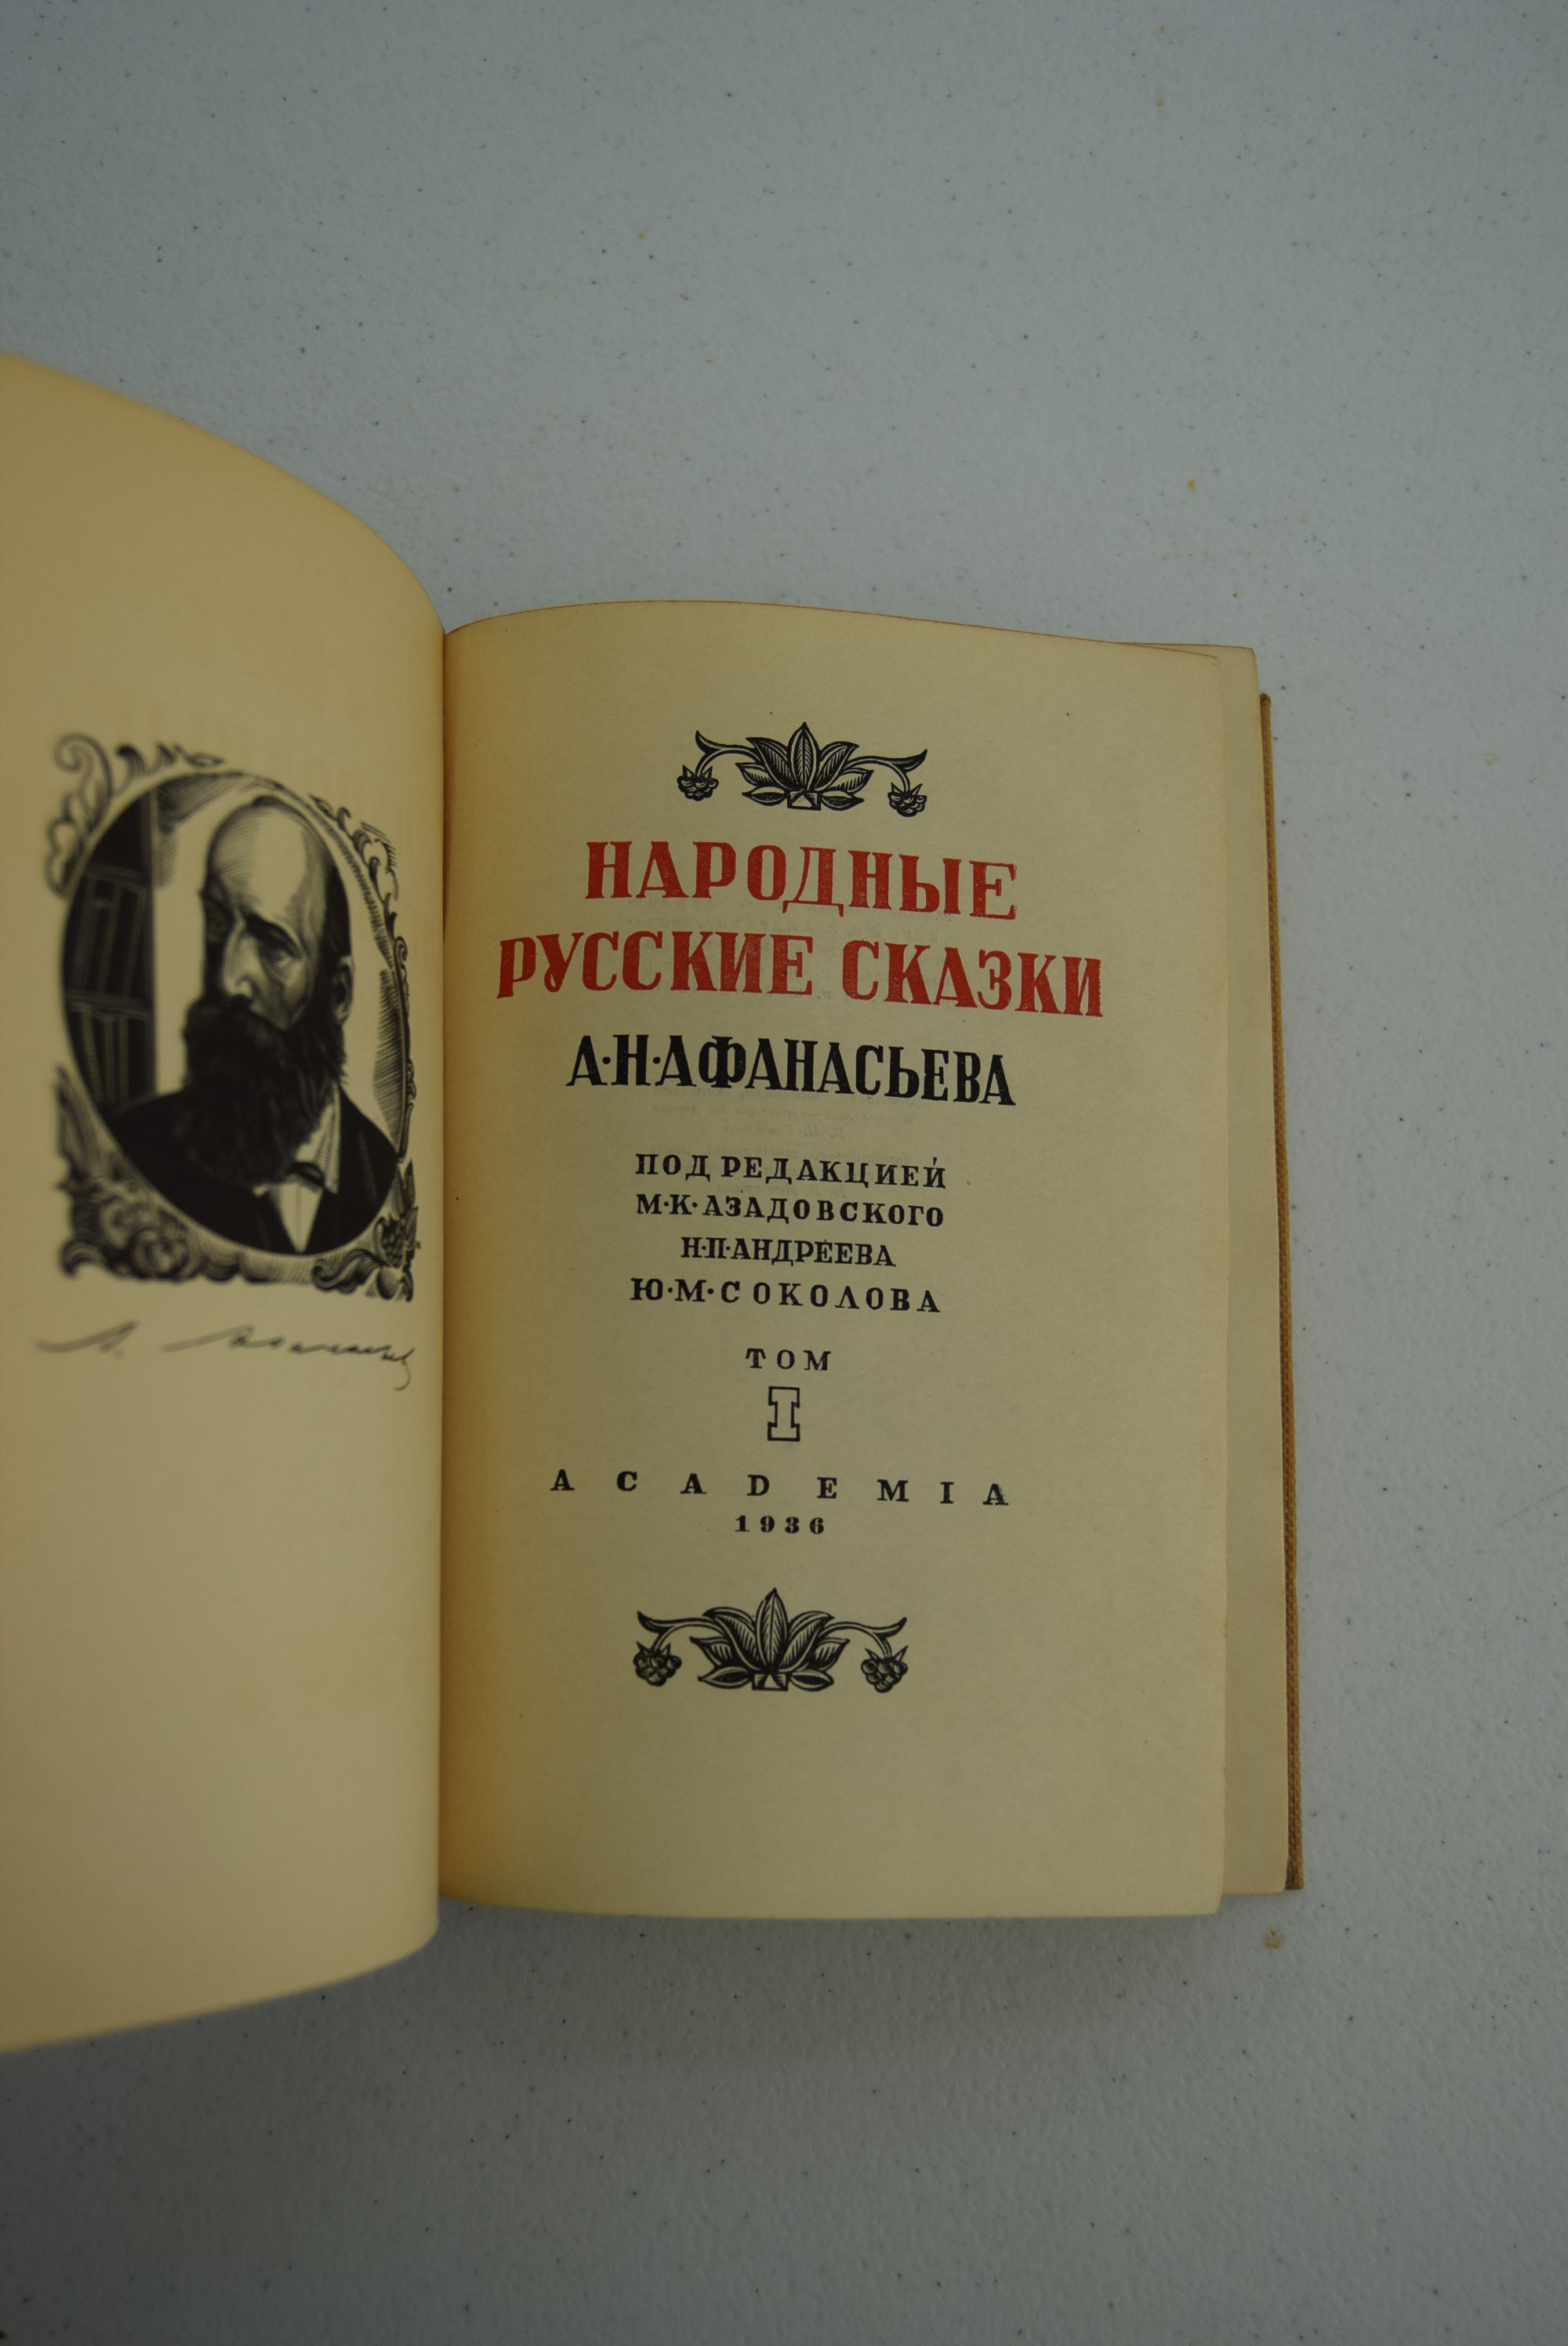 НАРОДНЫЕ
РУССКИЕ СКАЗКИ
А·Н·АФАНАСЬЕВА
ПОД РЕДАКЦИЕЙ
М·К·АЗАДОВСКОГО
Н·П·АНДРЕЕВА
Ю·М·СОКОЛОВА
ТОМ
I
ACADEMIA
1936